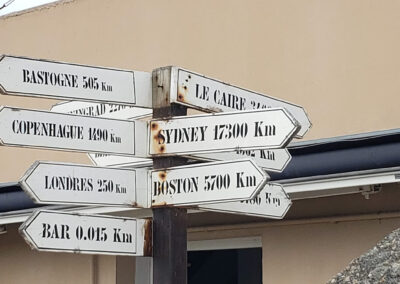 BASTOGNE 505 Km
LE CAIRE
COPENHAGUE 1490 Km
SYDNEY 17300 Km
LONDRES 250 Km
BOSTON 5700 Km
BAR 0.015 Km